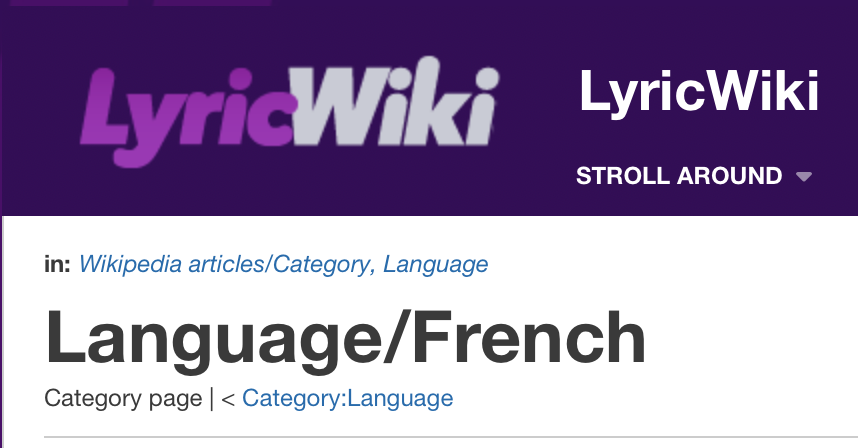 LyricWiki
LyricWiki
STROLL AROUND
in: Wikipedia articles/Category, Language
Language/French
Category page | < Category:Language